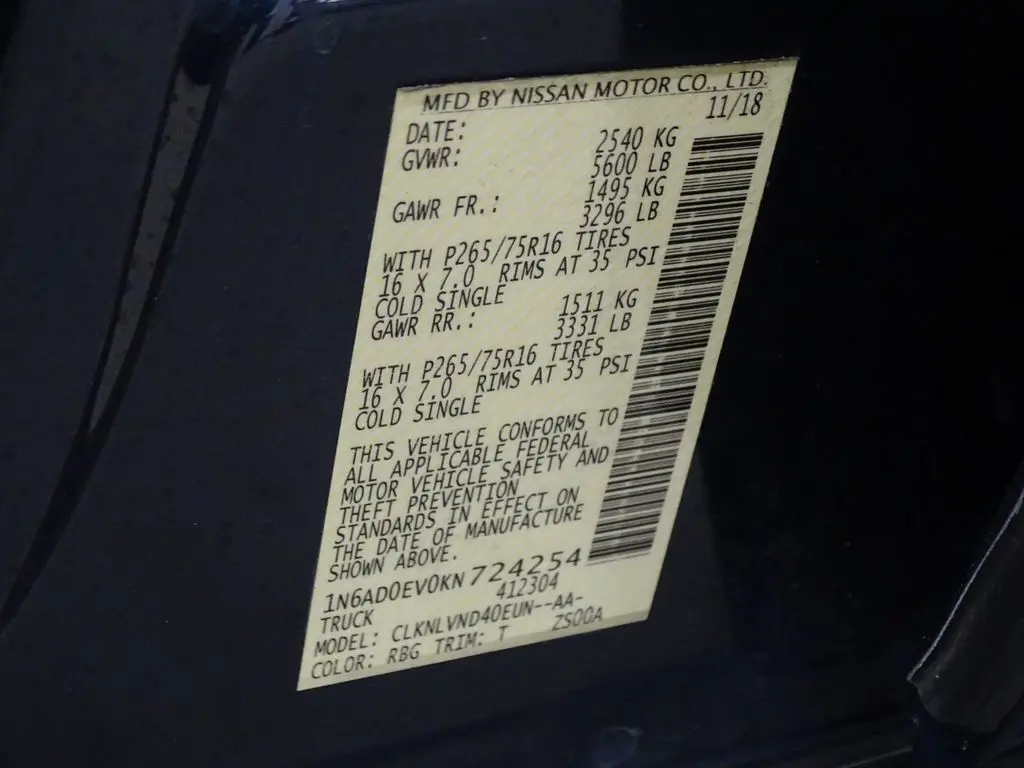 MFD BY NISSAN MOTOR CO., LTD.
DATE: 11/18
GVWR: 2540 KG
5600 LB
GAWR FR.: 1495 KG
3296 LB
WITH P265/75R16 TIRES
16 X 7.0 RIMS AT 35 PSI
COLD SINGLE
GAWR RR.: 1511 KG
3331 LB
WITH P265/75R16 TIRES
16 X 7.0 RIMS AT 35 PSI
COLD SINGLE
THIS VEHICLE CONFORMS TO
ALL APPLICABLE FEDERAL
MOTOR VEHICLE SAFETY AND
THEFT PREVENTION
STANDARDS IN EFFECT ON
THE DATE OF MANUFACTURE
SHOWN ABOVE.
1N6AD0EV0KN724254
TRUCK 412304
MODEL: CLKNLVND40EUN--AA-
COLOR: RBG TRIM: T ZS00A